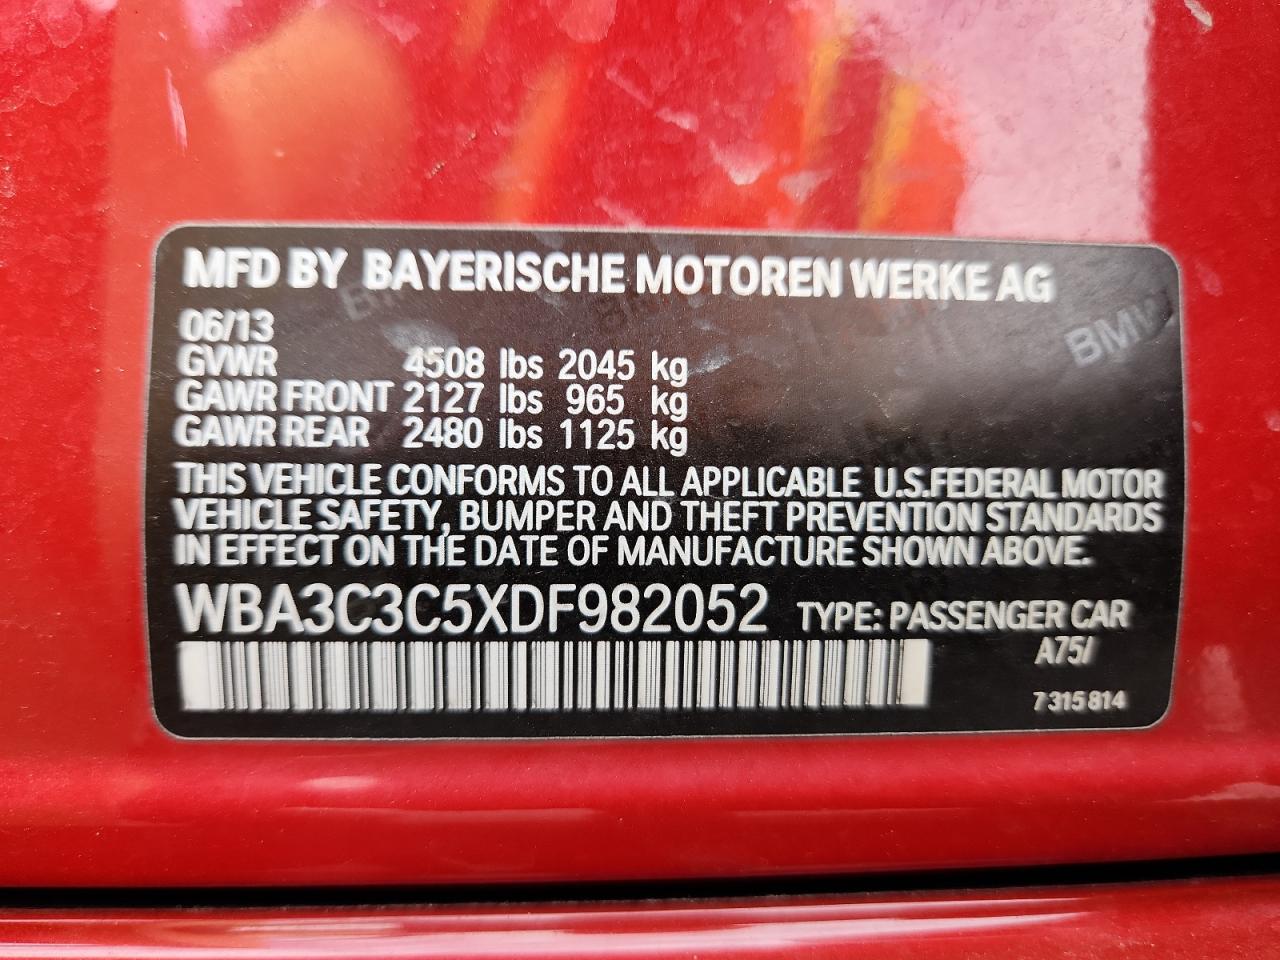 MFD BY BAYERISCHE MOTOREN WERKE AG
06/13
GVWR 4508 lbs 2045 kg
GAWR FRONT 2127 lbs 965 kg
GAWR REAR 2480 lbs 1125 kg
BMW
THIS VEHICLE CONFORMS TO ALL APPLICABLE U.S.FEDERAL MOTOR
VEHICLE SAFETY, BUMPER AND THEFT PREVENTION STANDARDS
IN EFFECT ON THE DATE OF MANUFACTURE SHOWN ABOVE.
WBA3C3C5XDF982052 TYPE: PASSENGER CAR
A75/
7 315 814